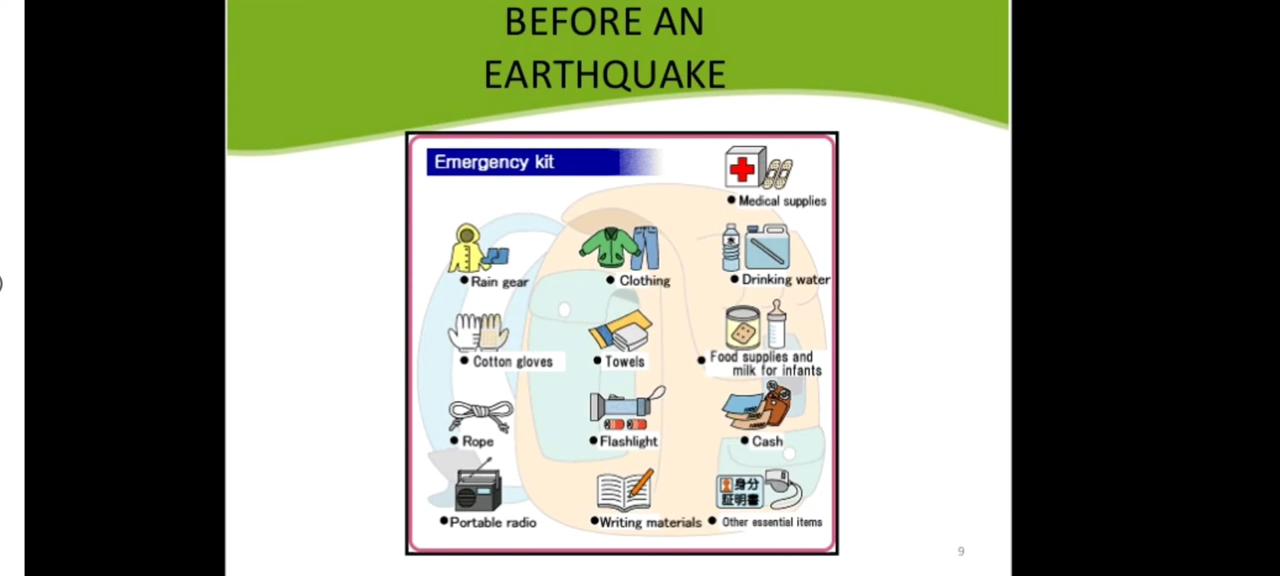 BEFORE AN
EARTHQUAKE
Emergency kit
● Medical supplies
● Rain gear
● Clothing
● Drinking water
● Cotton gloves
● Towels
● Food supplies and
milk for infants
● Rope
● Flashlight
● Cash
身分
証明書
● Portable radio
● Writing materials
● Other essential items
9